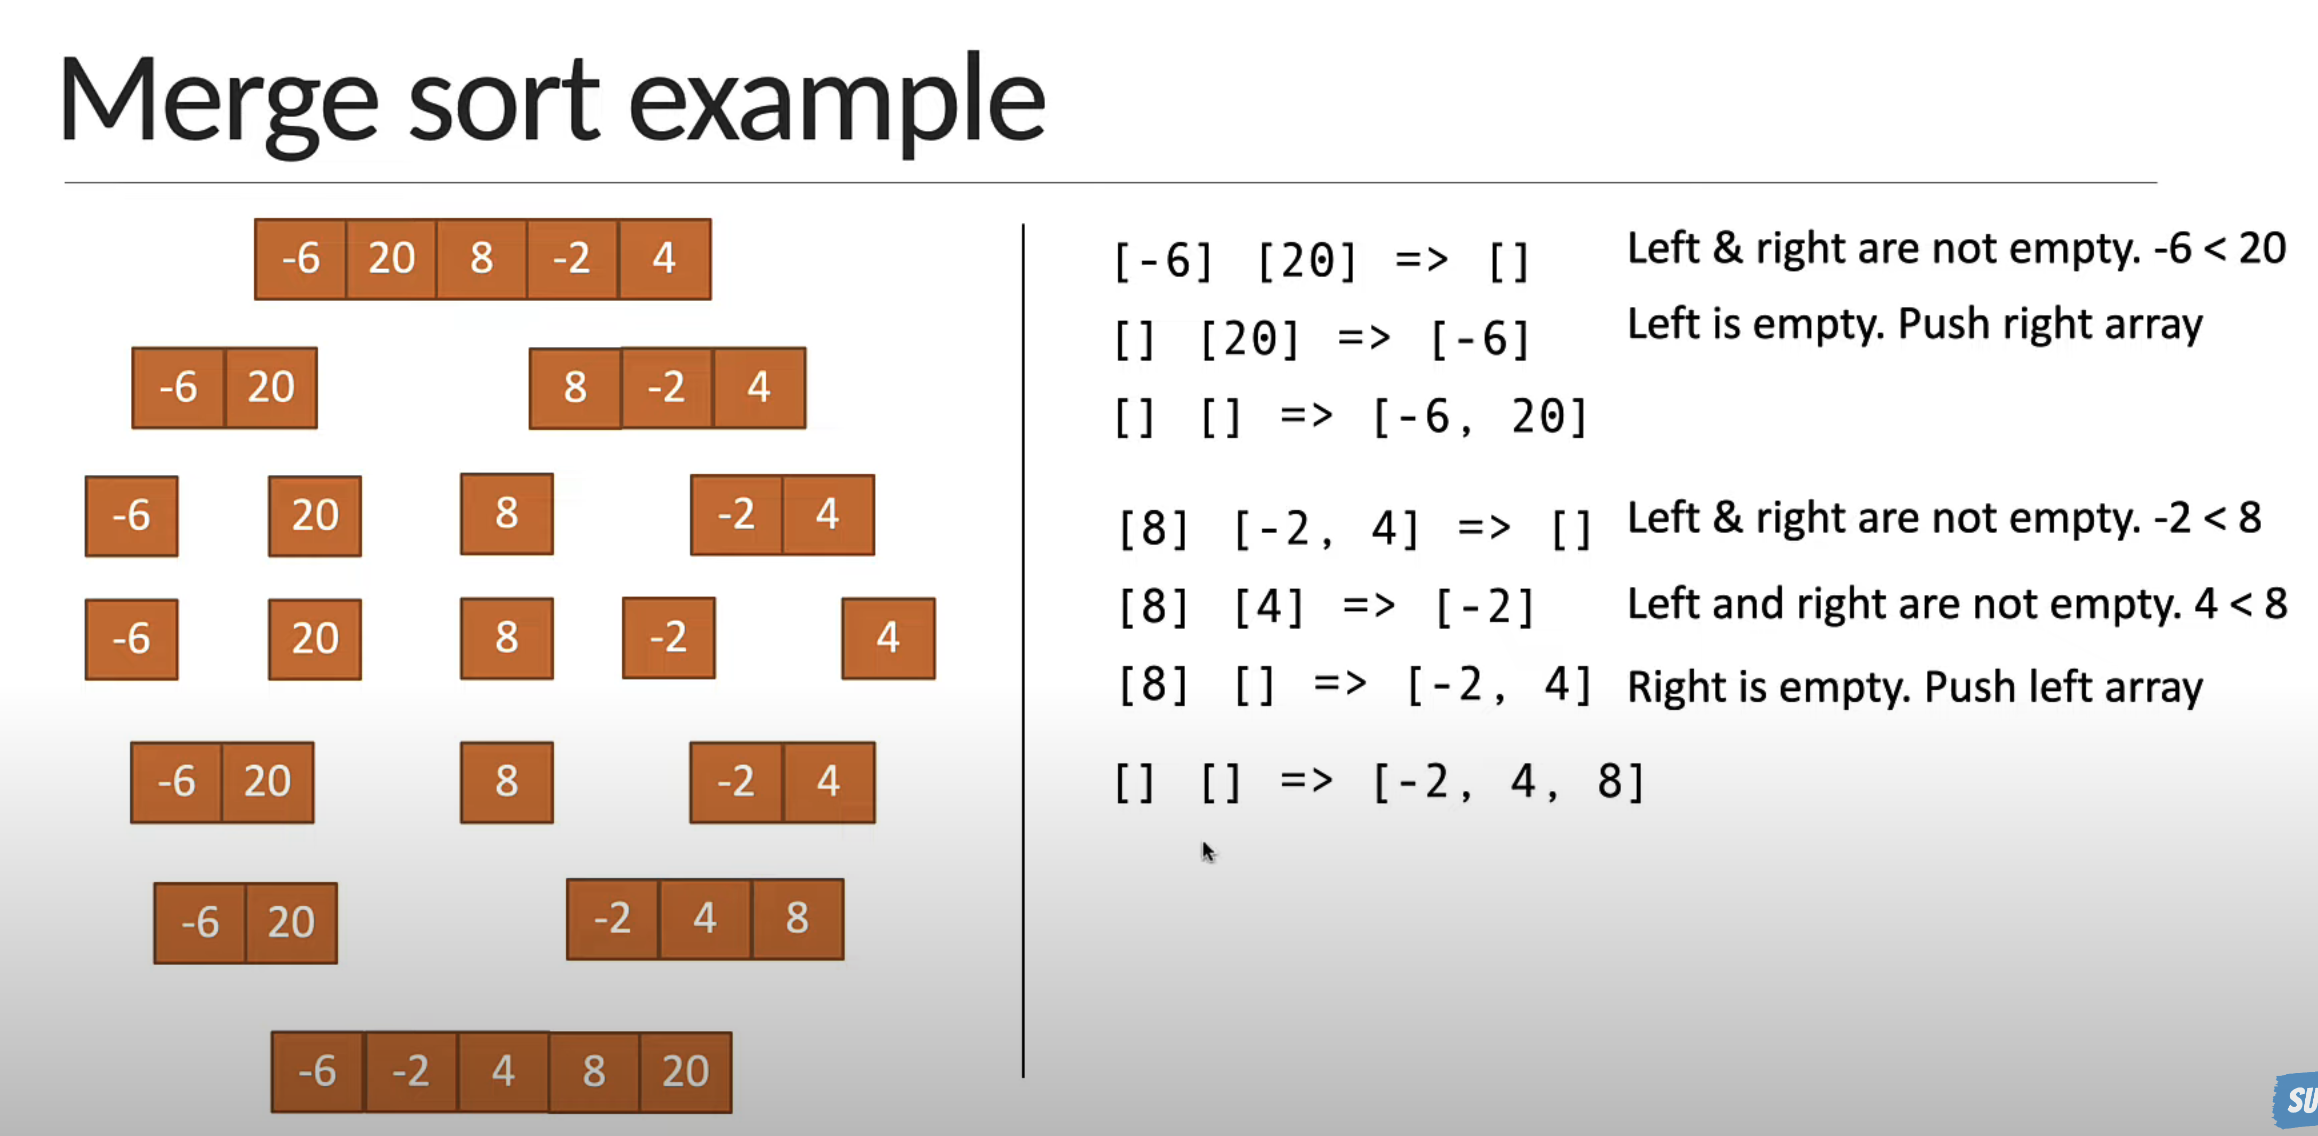 Merge sort example
-6 20 8 -2 4
-6 20 8 -2 4
-6 20 8 -2 4
-6 20 8 -2 4
-6 20 8 -2 4
-6 20 -2 4 8
-6 -2 4 8 20
[-6] [20] => [] Left & right are not empty. -6 < 20
[] [20] => [-6] Left is empty. Push right array
[] [] => [-6, 20]
[8] [-2, 4] => [] Left & right are not empty. -2 < 8
[8] [4] => [-2] Left and right are not empty. 4 < 8
[8] [] => [-2, 4] Right is empty. Push left array
[] [] => [-2, 4, 8]